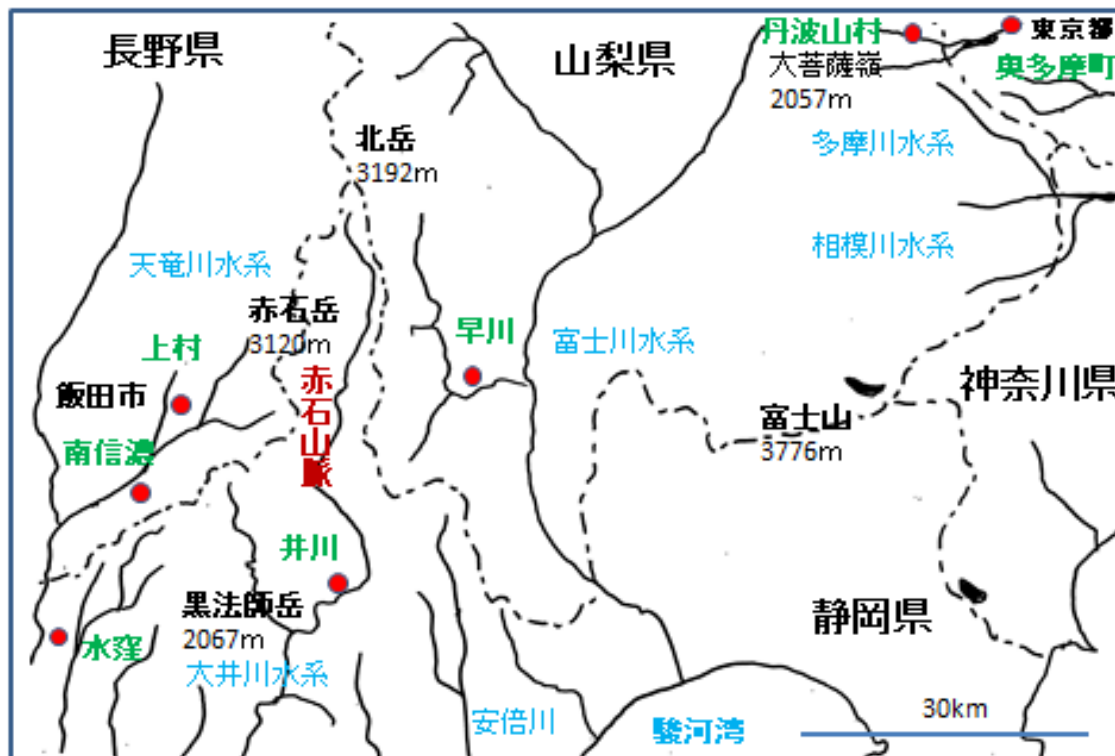 長野県
山梨県
丹波山村
大菩薩嶺
2057m
東京都
奥多摩町
多摩川水系
北岳
3192m
天竜川水系
相模川水系
赤石岳
3120m
上村
早川
富士川水系
飯田市
赤石山脈
神奈川県
富士山
3776m
南信濃
井川
黒法師岳
2067m
静岡県
水窪
大井川水系
安倍川
駿河湾
30km